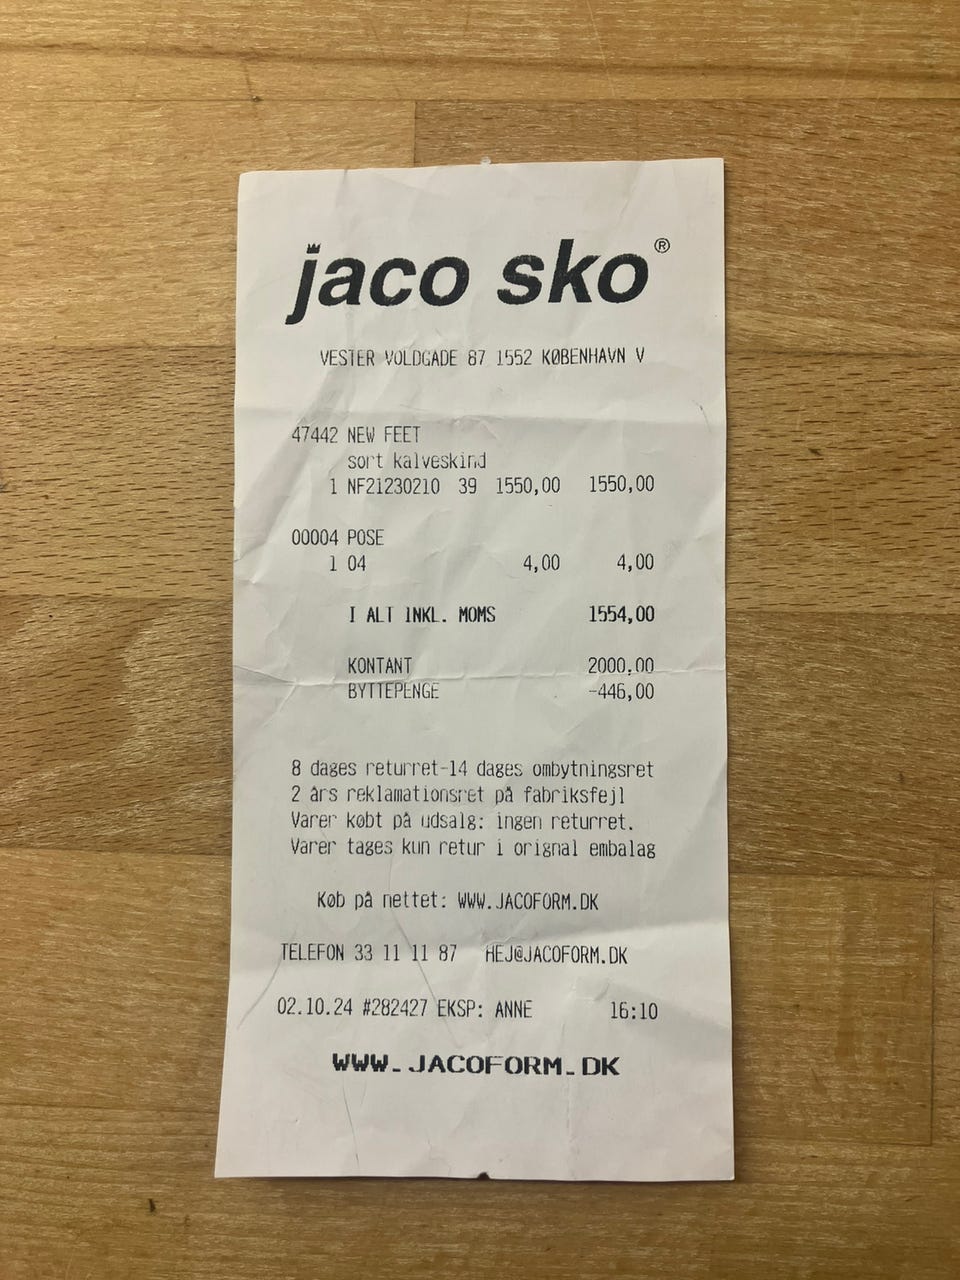 jaco sko®
VESTER VOLDGADE 87 1552 KØBENHAVN V
47442 NEW FEET
sort kalveskind
1 NF21230210 39 1550,00 1550,00
00004 POSE
1 04 4,00 4,00
I ALT INKL. MOMS 1554,00
KONTANT 2000,00
BYTTEPENGE -446,00
8 dages returret-14 dages ombytningsret
2 års reklamationsret på fabriksfejl
Varer købt på udsalg: ingen returret.
Varer tages kun retur i orignal embalag
Køb på nettet: WWW.JACOFORM.DK
TELEFON 33 11 11 87 HEJ@JACOFORM.DK
02.10.24 #282427 EKSP: ANNE 16:10
WWW.JACOFORM.DK